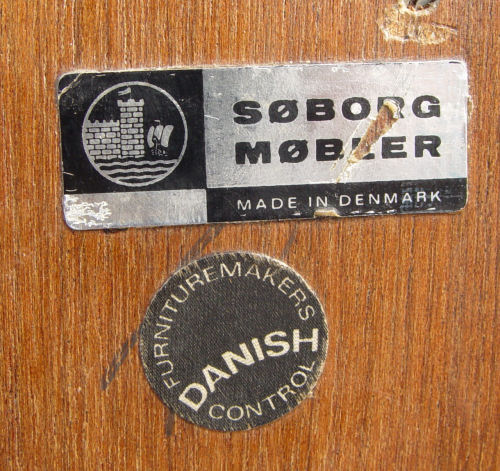 SØBORG
MØBLER
MADE IN DENMARK
FURNITUREMAKERS
DANISH
CONTROL